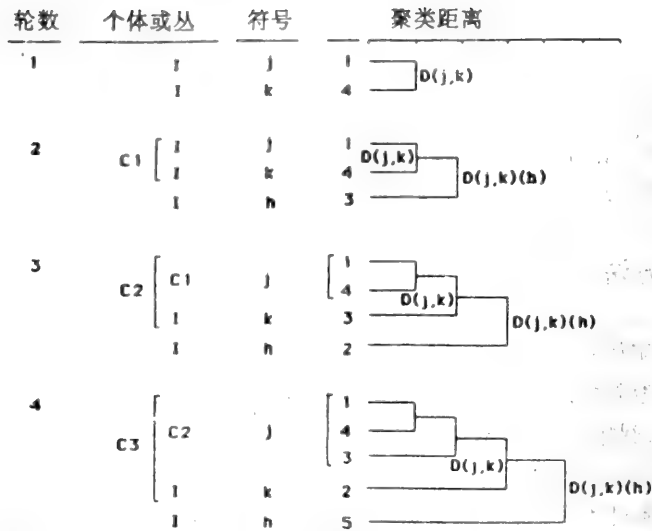 轮数 个体或丛 符号 聚类距离
1 I j 1 D(j,k)
I k 4
2 C1 I j 1 D(j,k)
I k 4 D(j,k)(h)
I h 3
3 C2 C1 j 1
4 D(j,k)
I k 3 D(j,k)(h)
I h 2
4 C3 C2 j 1
4
3 D(j,k)
I k 2 D(j,k)(h)
I h 5